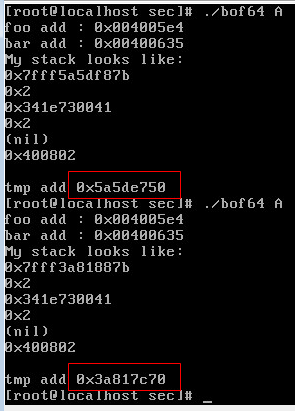 [root@localhost sec]# ./bof64 A
foo add : 0x004005e4
bar add : 0x00400635
My stack looks like:
0x7fff5a5df87b
0x2
0x341e730041
0x2
(nil)
0x400802
tmp add 0x5a5de750
[root@localhost sec]# ./bof64 A
foo add : 0x004005e4
bar add : 0x00400635
My stack looks like:
0x7fff3a81887b
0x2
0x341e730041
0x2
(nil)
0x400802
tmp add 0x3a817c70
[root@localhost sec]# _